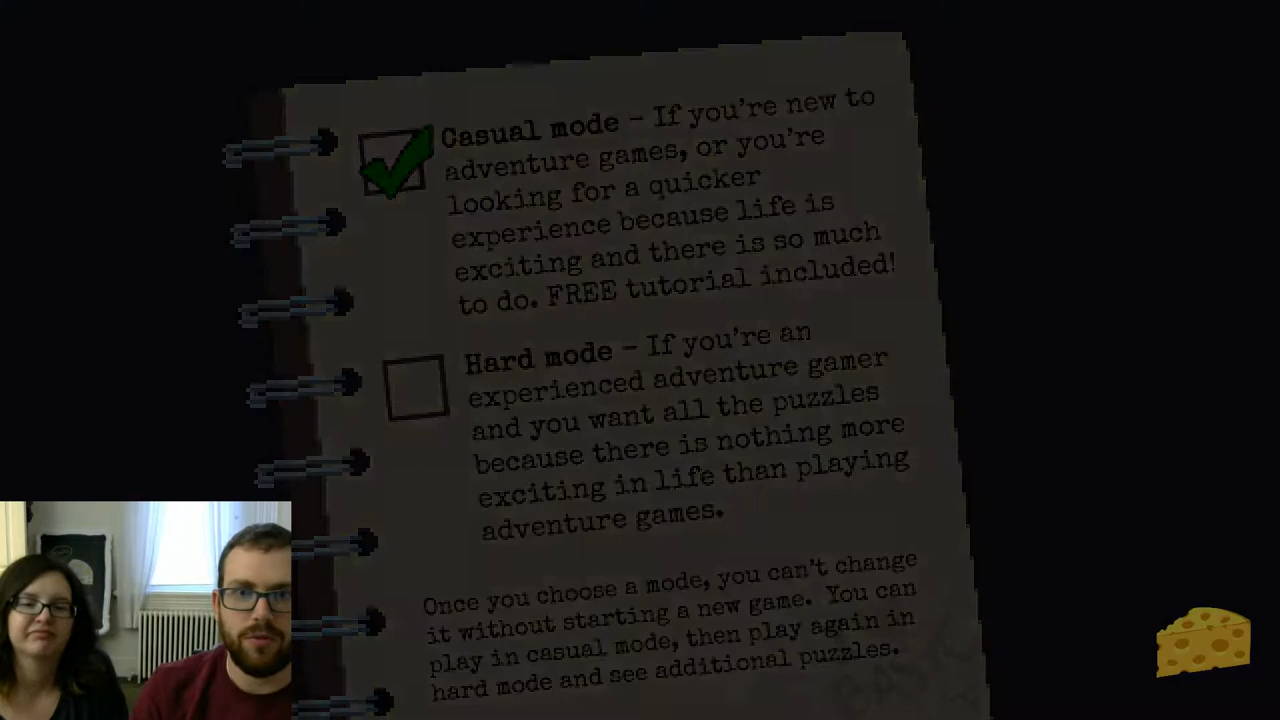 Casual mode - If you're new to
adventure games, or you're
looking for a quicker
experience because life is
exciting and there is so much
to do. FREE tutorial included!
Hard mode - If you're an
experienced adventure gamer
and you want all the puzzles
because there is nothing more
exciting in life than playing
adventure games.
Once you choose a mode, you can't change
it without starting a new game. You can
play in casual mode, then play again in
hard mode and see additional puzzles.